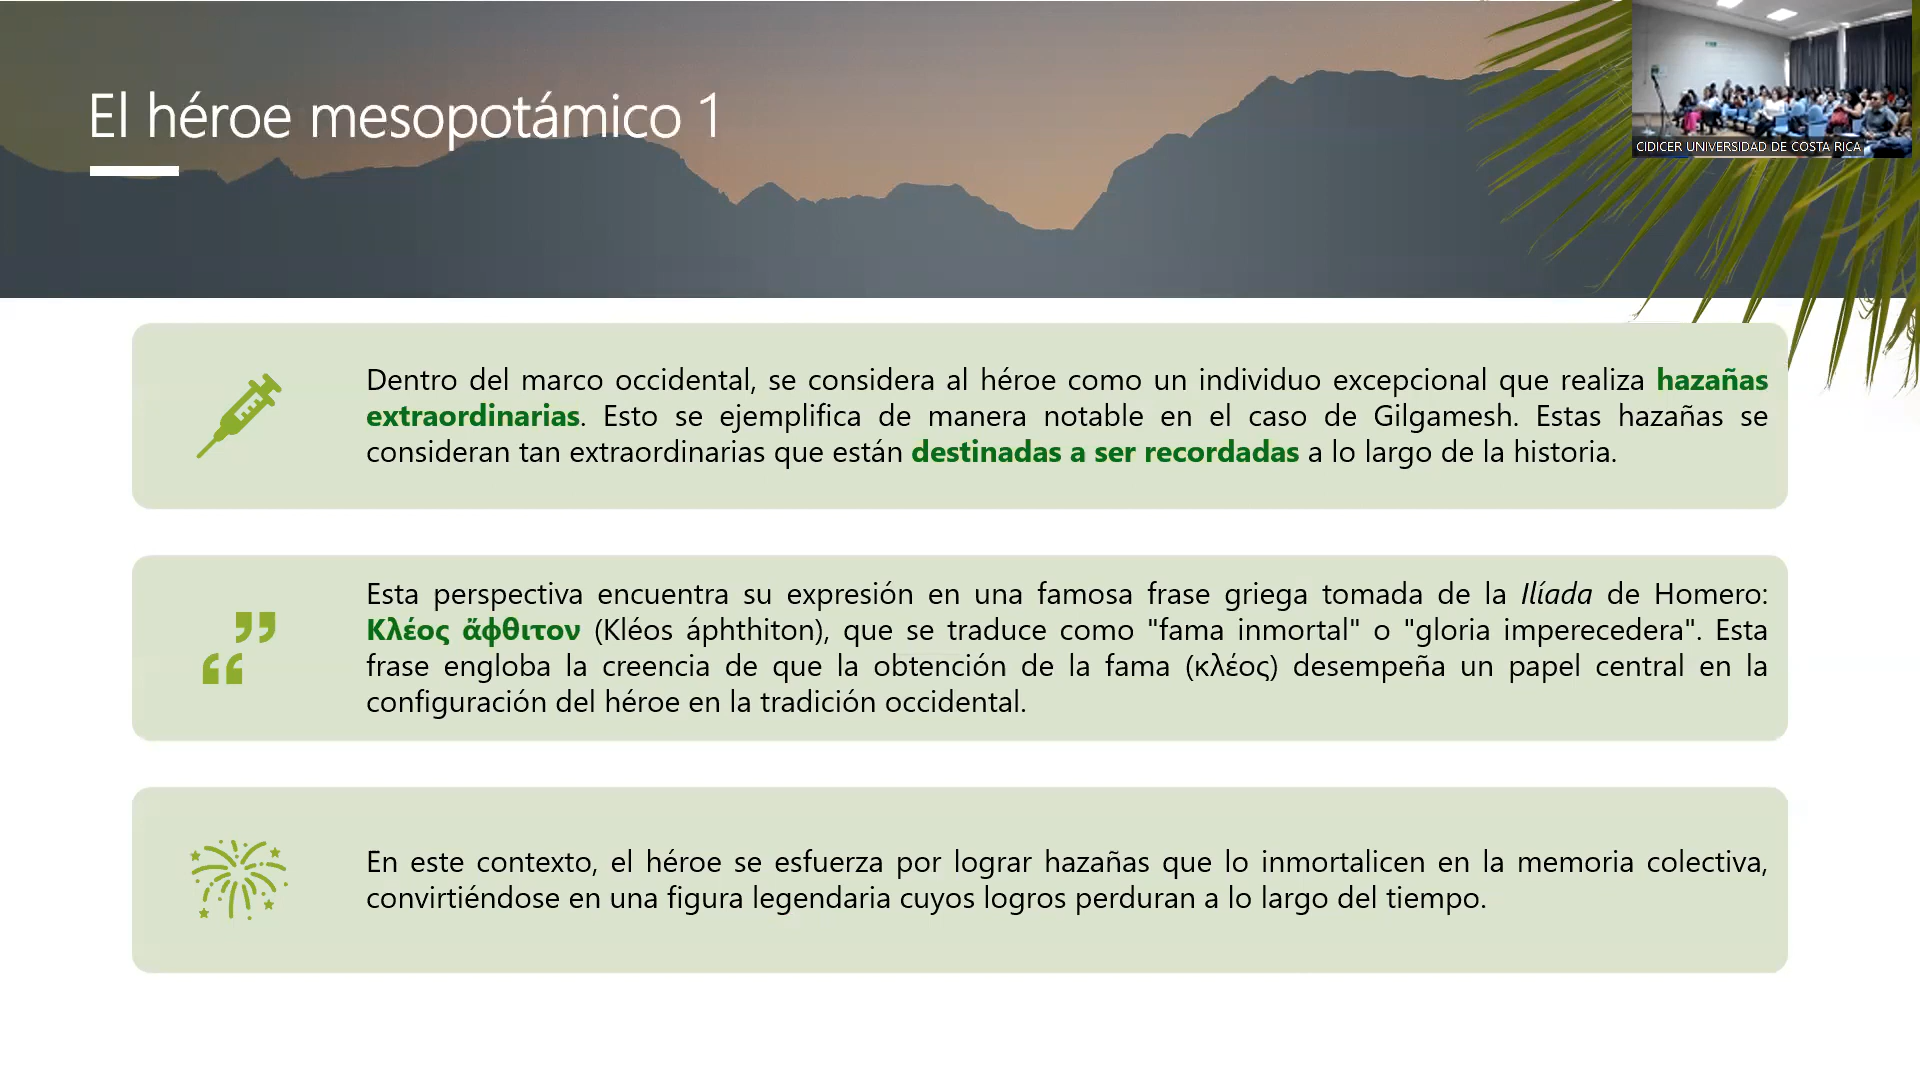 El héroe mesopotámico 1
CIDICER UNIVERSIDAD DE COSTA RICA
Dentro del marco occidental, se considera al héroe como un individuo excepcional que realiza hazañas
extraordinarias. Esto se ejemplifica de manera notable en el caso de Gilgamesh. Estas hazañas se
consideran tan extraordinarias que están destinadas a ser recordadas a lo largo de la historia.
Esta perspectiva encuentra su expresión en una famosa frase griega tomada de la Ilíada de Homero:
Κλέος ἄφθιτον (Kléos áphthiton), que se traduce como "fama inmortal" o "gloria imperecedera". Esta
frase engloba la creencia de que la obtención de la fama (κλέος) desempeña un papel central en la
configuración del héroe en la tradición occidental.
En este contexto, el héroe se esfuerza por lograr hazañas que lo inmortalicen en la memoria colectiva,
convirtiéndose en una figura legendaria cuyos logros perduran a lo largo del tiempo.